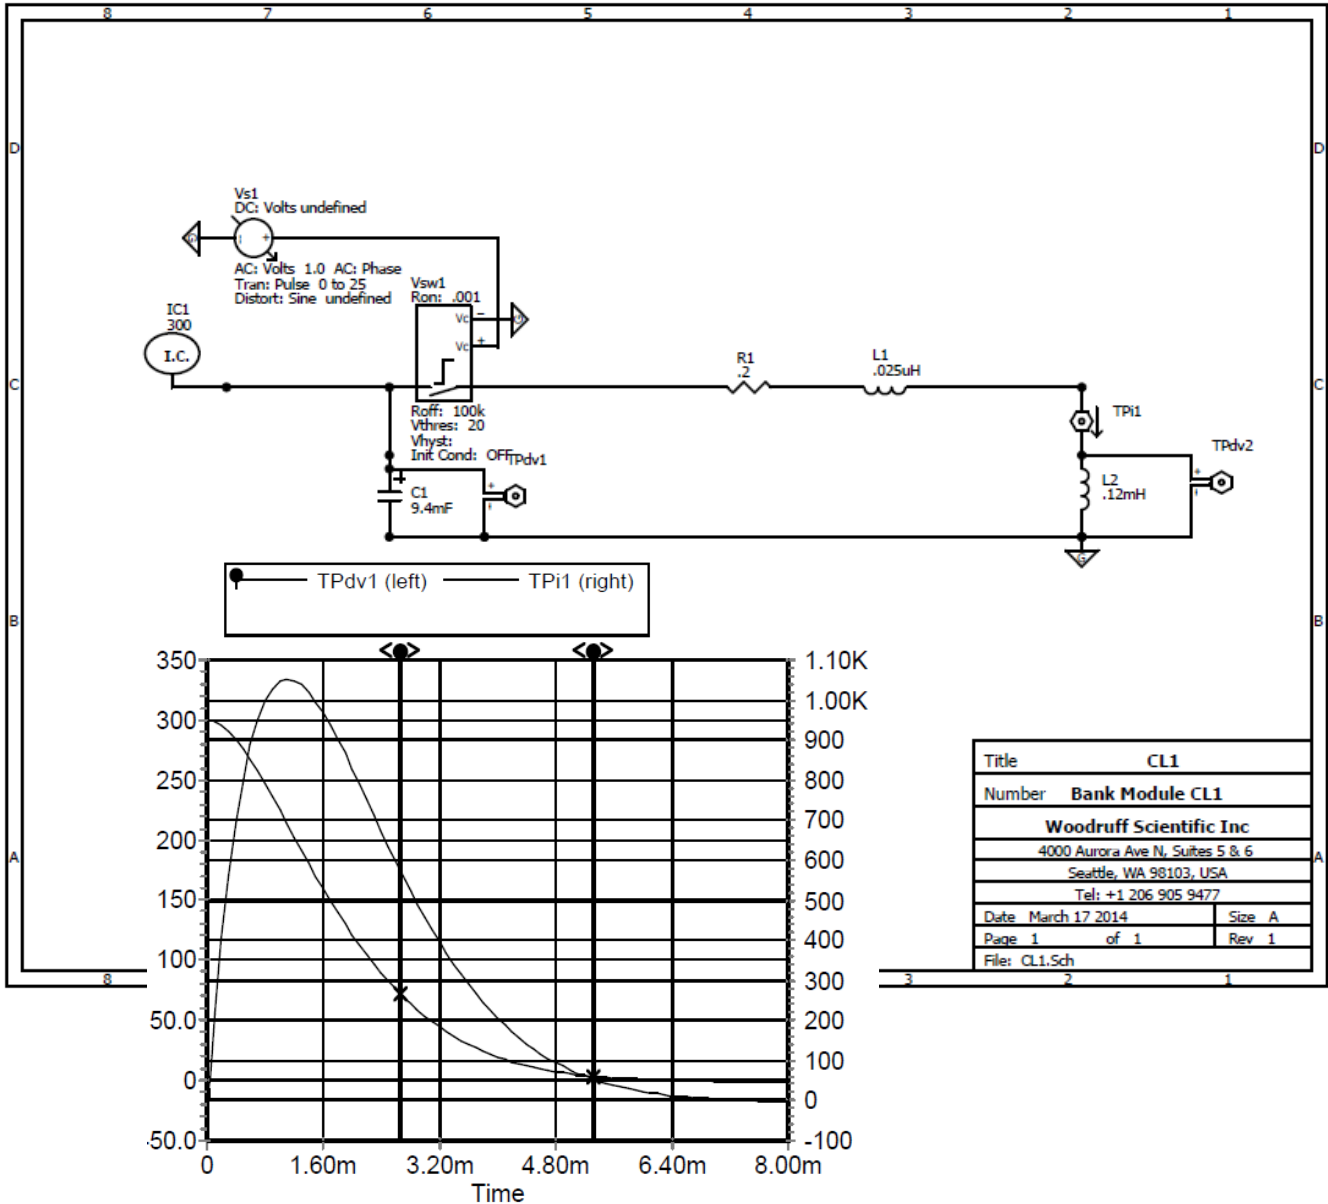 8 7 6 5 4 3 2 1
D D
Vs1
DC: Volts undefined
G
AC: Volts 1.0 AC: Phase
Tran: Pulse 0 to 25
Distort: Sine undefined
Vsw1
Ron: .001
Vc −
G
Vc +
IC1
300
I.C.
C C
R1
.2
L1
.025uH
Roff: 100k
Vthres: 20
Vhyst:
Init Cond: OFF
TPdv1
TPi1
TPdv2
C1
9.4mF
L2
.12mH
G
TPdv1 (left) TPi1 (right)
B B
350 1.10K
1.00K
300
900
250 800
700
200
600
150 500
400
100
300
50.0 200
100
0
0
-50.0 -100
0 1.60m 3.20m 4.80m 6.40m 8.00m
Time
A A
Title CL1
Number Bank Module CL1
Woodruff Scientific Inc
4000 Aurora Ave N, Suites 5 & 6
Seattle, WA 98103, USA
Tel: +1 206 905 9477
Date March 17 2014 Size A
Page 1 of 1 Rev 1
File: CL1.Sch
8 3 2 1